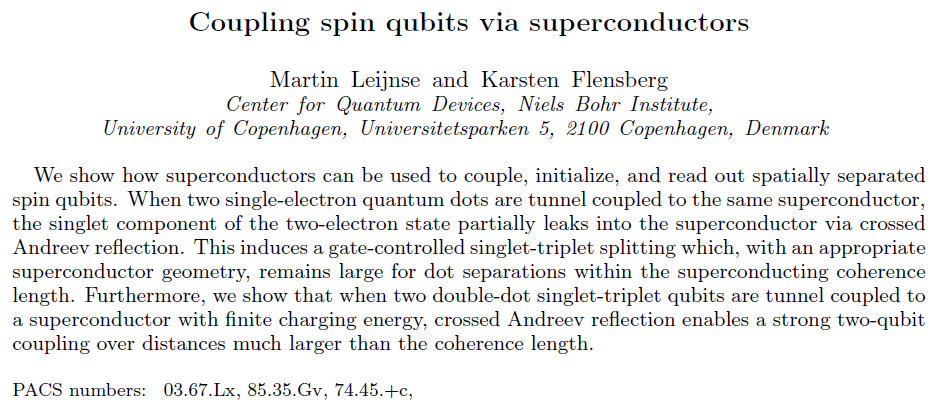 Coupling spin qubits via superconductors
Martin Leijnse and Karsten Flensberg
Center for Quantum Devices, Niels Bohr Institute,
University of Copenhagen, Universitetsparken 5, 2100 Copenhagen, Denmark
We show how superconductors can be used to couple, initialize, and read out spatially separated
spin qubits. When two single-electron quantum dots are tunnel coupled to the same superconductor,
the singlet component of the two-electron state partially leaks into the superconductor via crossed
Andreev reflection. This induces a gate-controlled singlet-triplet splitting which, with an appropriate
superconductor geometry, remains large for dot separations within the superconducting coherence
length. Furthermore, we show that when two double-dot singlet-triplet qubits are tunnel coupled to
a superconductor with finite charging energy, crossed Andreev reflection enables a strong two-qubit
coupling over distances much larger than the coherence length.
PACS numbers: 03.67.Lx, 85.35.Gv, 74.45.+c,